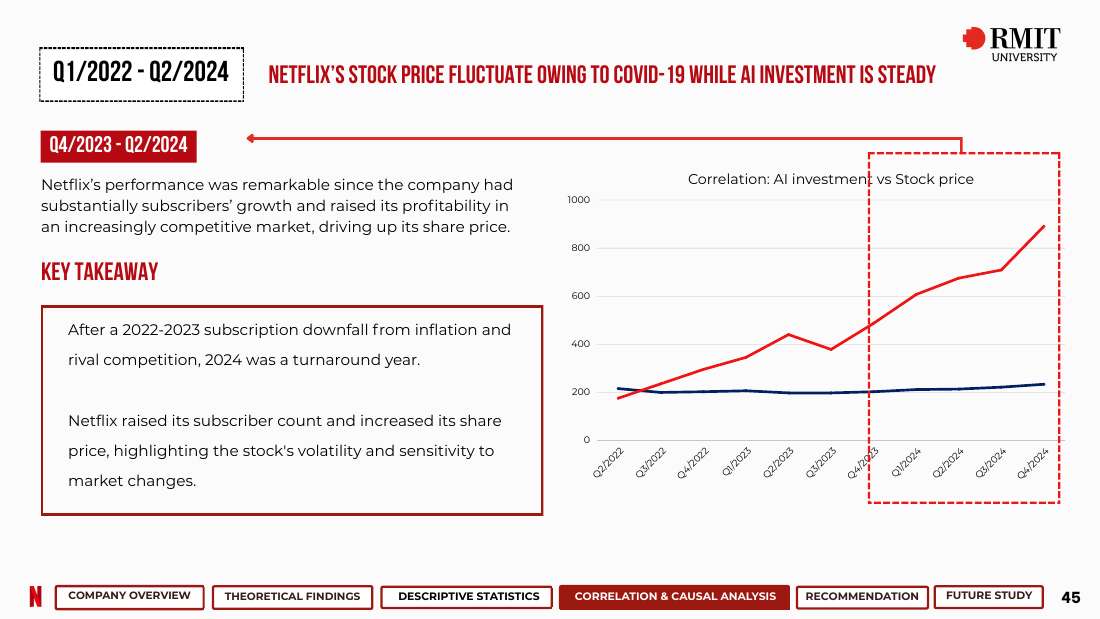 RMIT
UNIVERSITY
Q1/2022 - Q2/2024
NETFLIX'S STOCK PRICE FLUCTUATE OWING TO COVID-19 WHILE AI INVESTMENT IS STEADY
Q4/2023 - Q2/2024
Netflix's performance was remarkable since the company had
substantially subscribers' growth and raised its profitability in
an increasingly competitive market, driving up its share price.
KEY TAKEAWAY
After a 2022-2023 subscription downfall from inflation and
rival competition, 2024 was a turnaround year.
Netflix raised its subscriber count and increased its share
price, highlighting the stock's volatility and sensitivity to
market changes.
Correlation: AI investment vs Stock price
1000
800
600
400
200
0
Q2/2022
Q3/2022
Q4/2022
Q1/2023
Q2/2023
Q3/2023
Q4/2023
Q1/2024
Q2/2024
Q3/2024
Q4/2024
N
COMPANY OVERVIEW
THEORETICAL FINDINGS
DESCRIPTIVE STATISTICS
CORRELATION & CAUSAL ANALYSIS
RECOMMENDATION
FUTURE STUDY
45